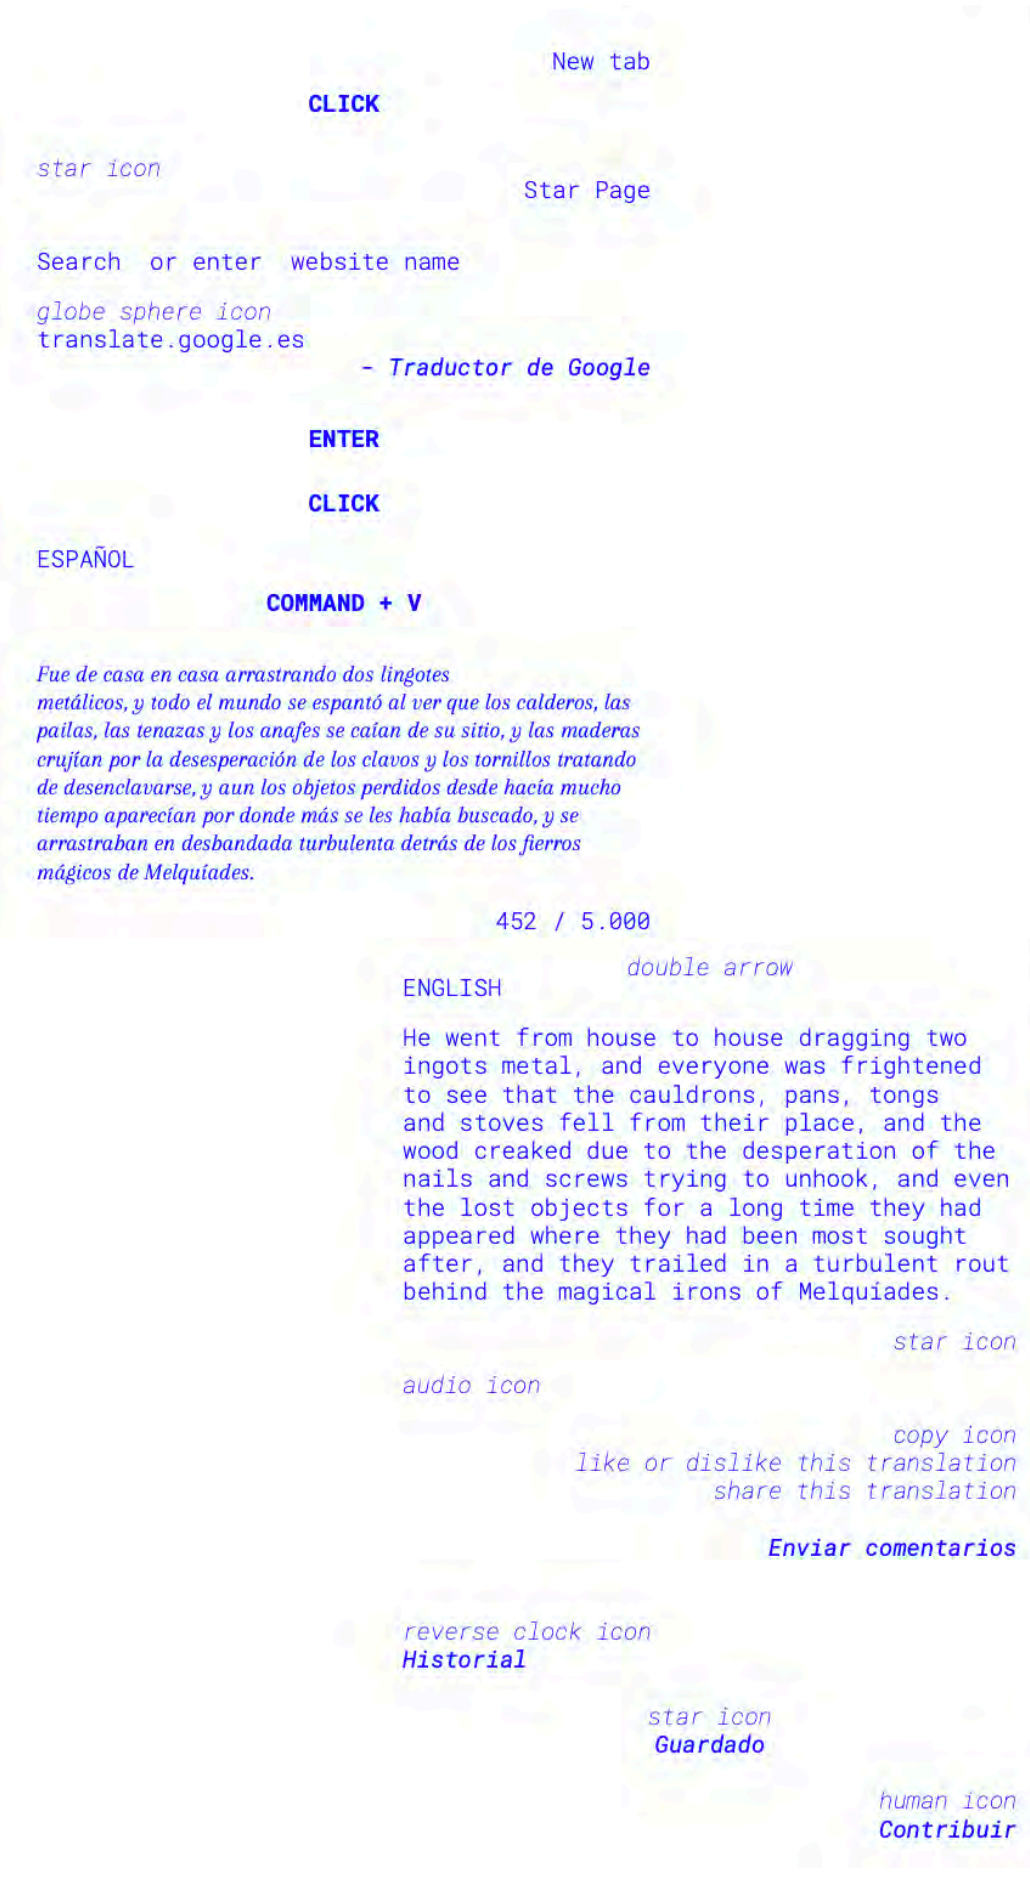 New tab
CLICK
star icon
Star Page
Search or enter website name
globe sphere icon
translate.google.es
- Traductor de Google
ENTER
CLICK
ESPAÑOL
COMMAND + V
Fue de casa en casa arrastrando dos lingotes
metálicos, y todo el mundo se espantó al ver que los calderos, las
pailas, las tenazas y los anafes se caían de su sitio, y las maderas
crujían por la desesperación de los clavos y los tornillos tratando
de desenclavarse, y aun los objetos perdidos desde hacía mucho
tiempo aparecían por donde más se les había buscado, y se
arrastraban en desbandada turbulenta detrás de los fierros
mágicos de Melquíades.
452 / 5.000
double arrow
ENGLISH
He went from house to house dragging two
ingots metal, and everyone was frightened
to see that the cauldrons, pans, tongs
and stoves fell from their place, and the
wood creaked due to the desperation of the
nails and screws trying to unhook, and even
the lost objects for a long time they had
appeared where they had been most sought
after, and they trailed in a turbulent rout
behind the magical irons of Melquíades.
star icon
audio icon
copy icon
like or dislike this translation
share this translation
Enviar comentarios
reverse clock icon
Historial
star icon
Guardado
human icon
Contribuir